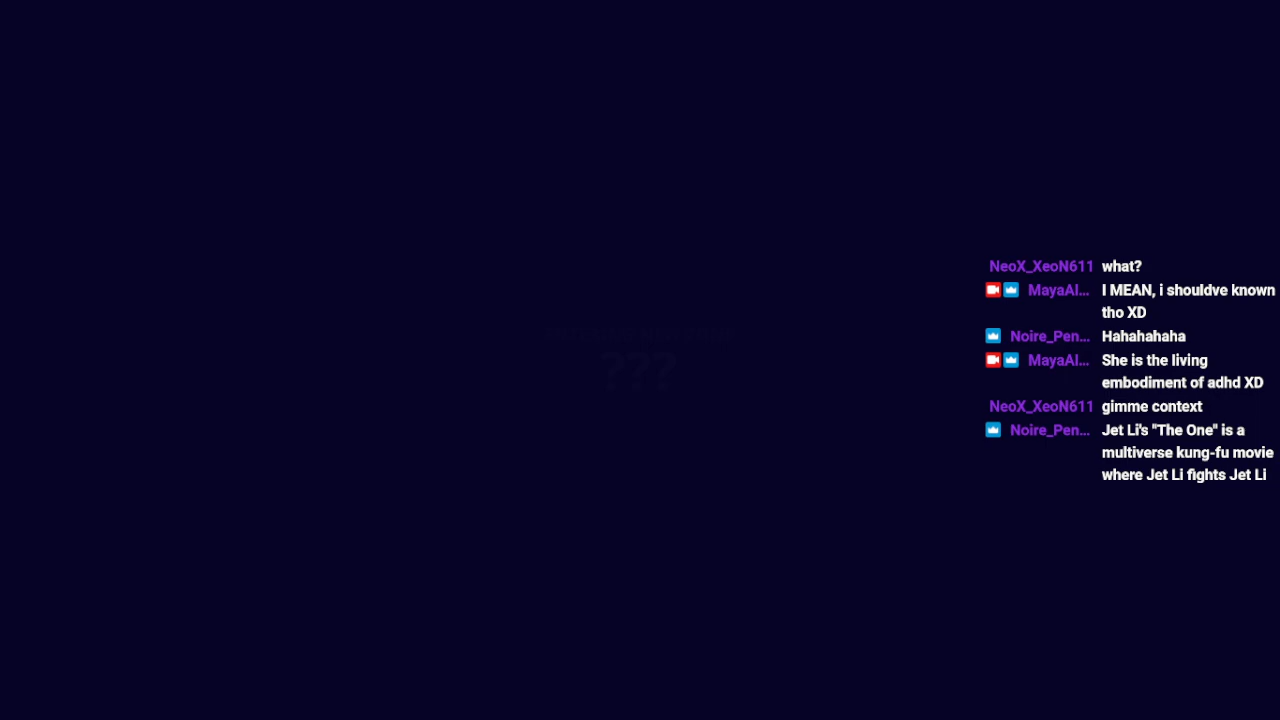 NeoX_XeoN611 what?
MayaAl... I MEAN, i shouldve known
tho XD
Noire_Pen... Hahahahaha
MayaAl... She is the living
embodiment of adhd XD
NeoX_XeoN611 gimme context
Noire_Pen... Jet Li's "The One" is a
multiverse kung-fu movie
where Jet Li fights Jet Li
???